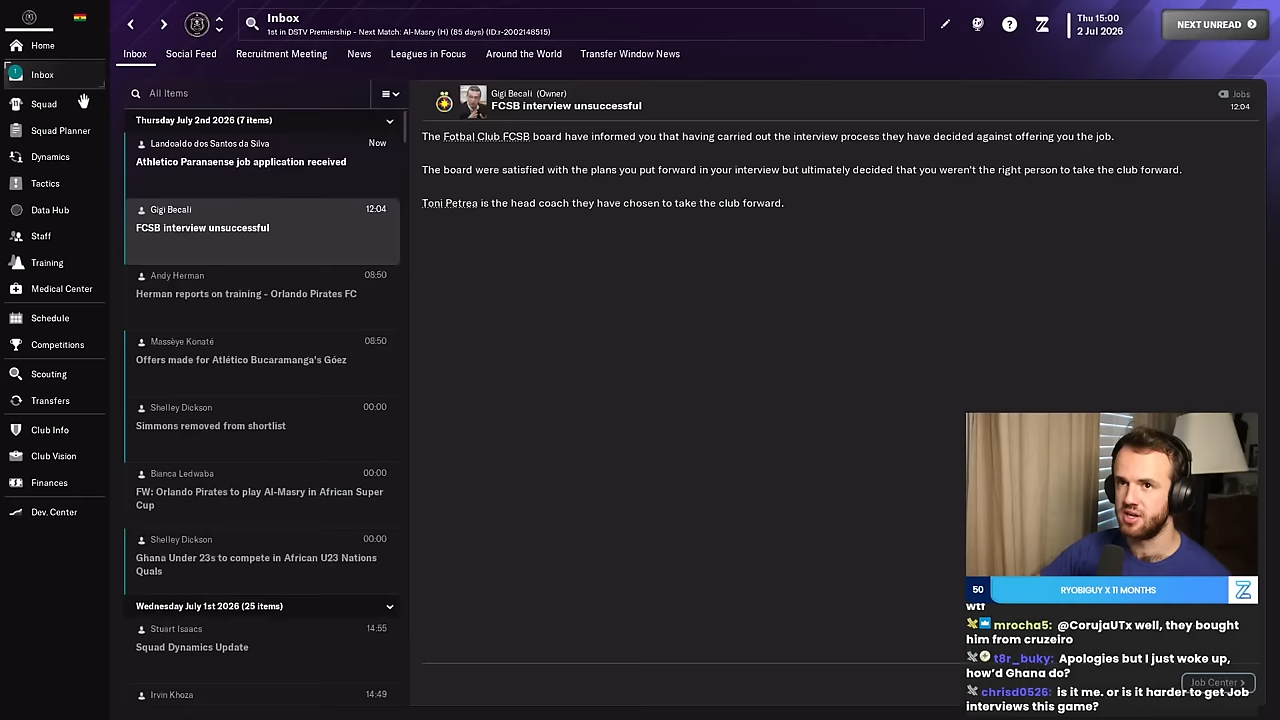 Inbox
1st in DSTV Premiership - Next Match: Al-Masry (H) (85 days) (ID:r-2002148515)
Thu 15:00
2 Jul 2026
NEXT UNREAD
Home
1
Inbox
Squad
Squad Planner
Dynamics
Tactics
Data Hub
Staff
Training
Medical Center
Schedule
Competitions
Scouting
Transfers
Club Info
Club Vision
Finances
Dev. Center
Inbox
Social Feed
Recruitment Meeting
News
Leagues in Focus
Around the World
Transfer Window News
All Items
Thursday July 2nd 2026 (7 items)
Landoaldo dos Santos da Silva Now
Athletico Paranaense job application received
Gigi Becali 12:04
FCSB interview unsuccessful
Andy Herman 08:50
Herman reports on training - Orlando Pirates FC
Massèye Konaté 08:50
Offers made for Atlético Bucaramanga's Góez
Shelley Dickson 00:00
Simmons removed from shortlist
Bianca Ledwaba 00:00
FW: Orlando Pirates to play Al-Masry in African Super
Cup
Shelley Dickson 00:00
Ghana Under 23s to compete in African U23 Nations
Quals
Wednesday July 1st 2026 (25 items)
Stuart Isaacs 14:55
Squad Dynamics Update
Irvin Khoza 14:49
Gigi Becali (Owner)
FCSB interview unsuccessful
Jobs
12:04
The Fotbal Club FCSB board have informed you that having carried out the interview process they have decided against offering you the job.
The board were satisfied with the plans you put forward in your interview but ultimately decided that you weren't the right person to take the club forward.
Toni Petrea is the head coach they have chosen to take the club forward.
50 RYOBIGUY X 11 MONTHS
wtf
mrocha5: @CorujaUTx well, they bought
him from cruzeiro
t8r_buky: Apologies but I just woke up,
how'd Ghana do?
Job Center >
chrisd0526: is it me. or is it harder to get Job
interviews this game?